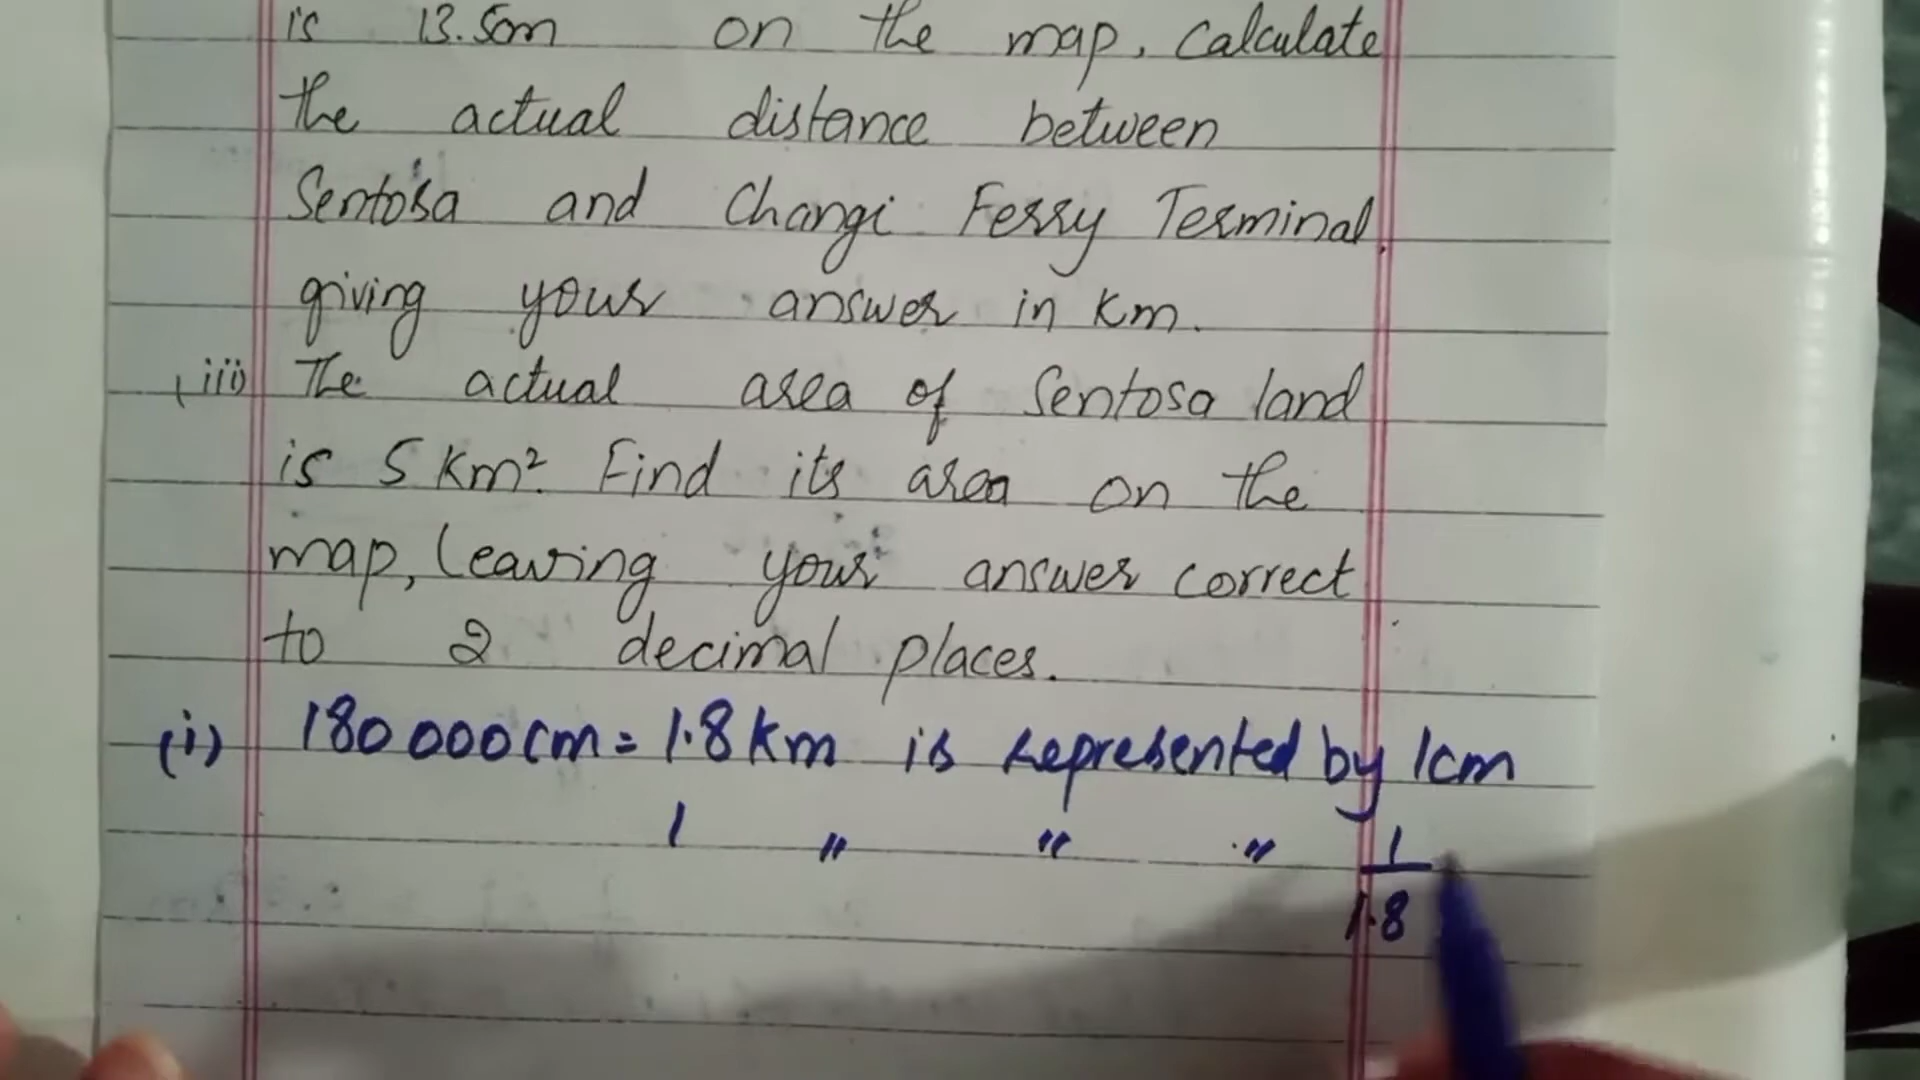 is 13.5cm on the map, calculate
the actual distance between
Sentosa and Changi Ferry Terminal,
giving your answer in km.
(iii) The actual area of Sentosa land
is 5 km². Find its area on the
map, leaving your answer correct
to 2 decimal places.
(i) 180 000 cm = 1.8 km is represented by 1cm
1 " " " 1/1.8